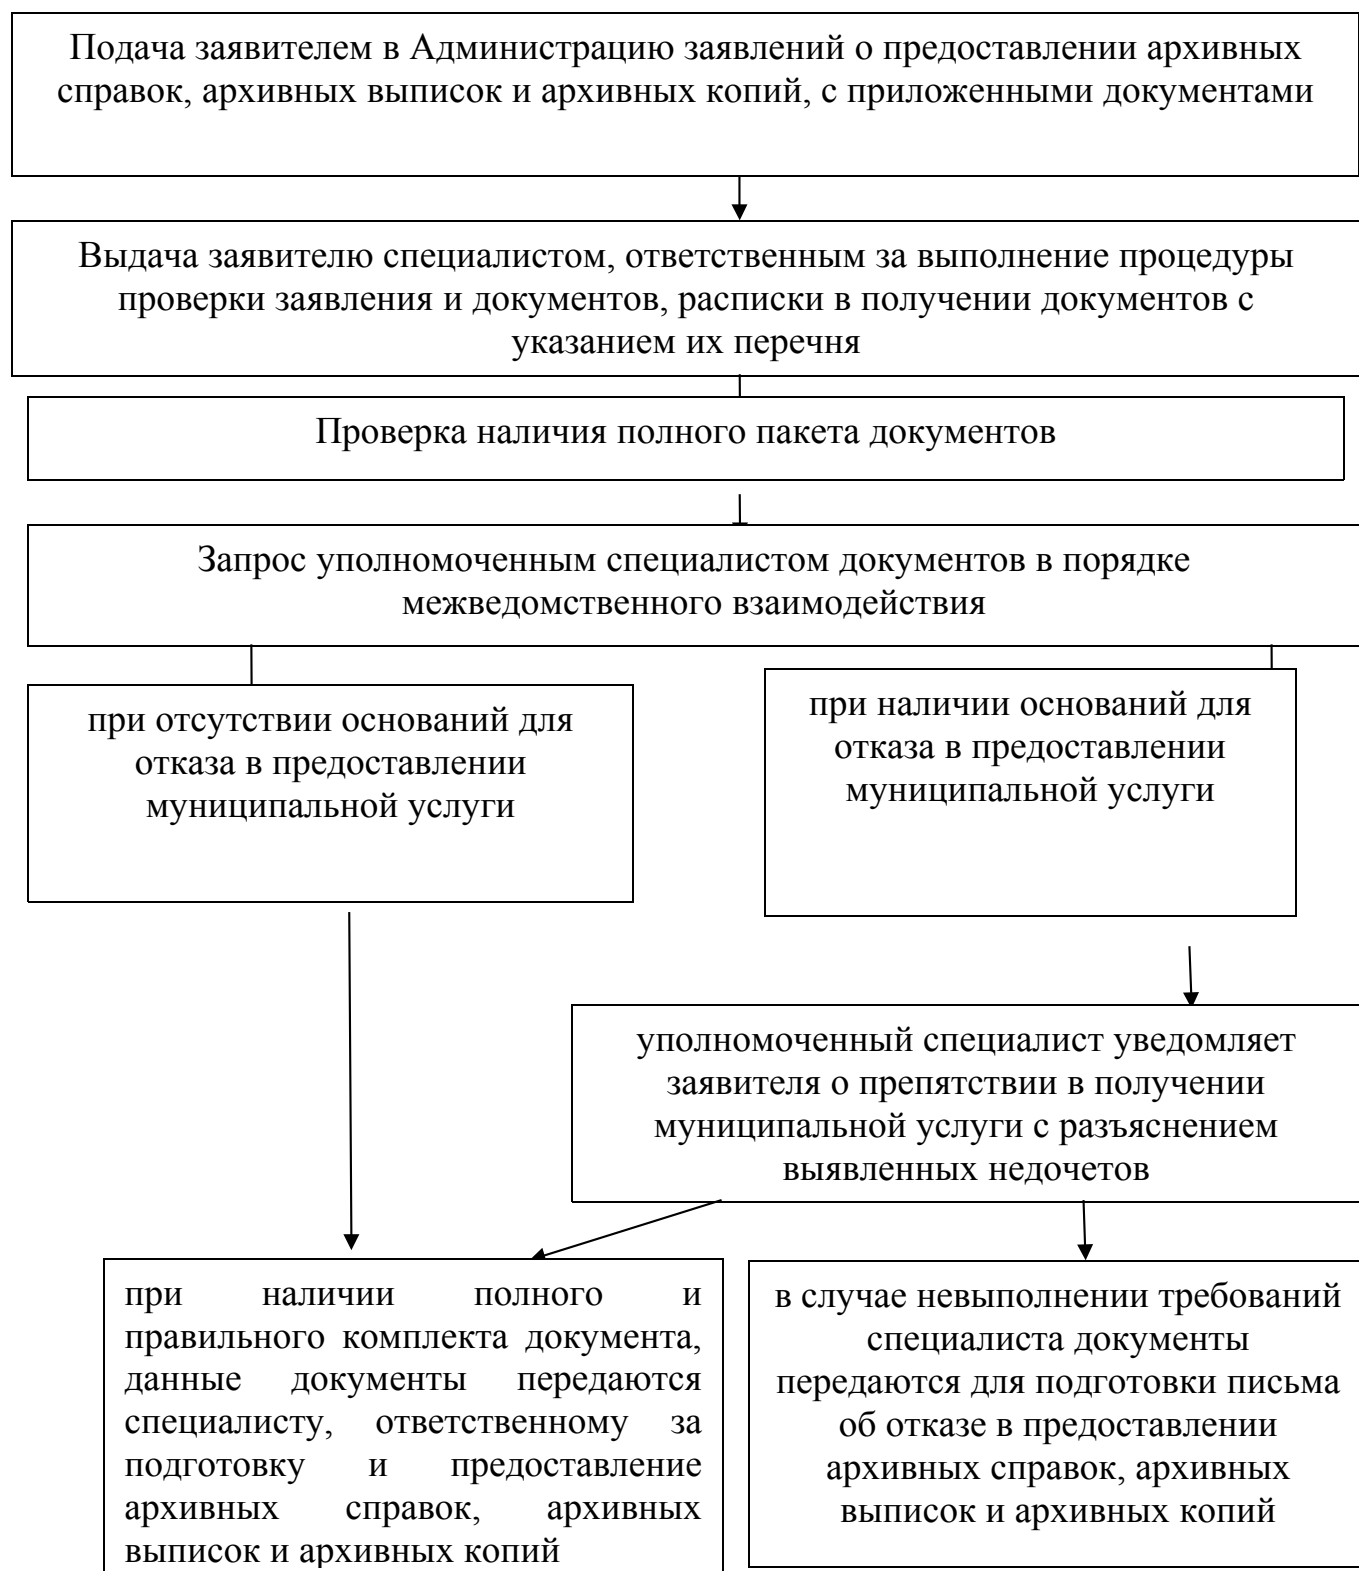 Подача заявителем в Администрацию заявлений о предоставлении архивных
справок, архивных выписок и архивных копий, с приложенными документами
Выдача заявителю специалистом, ответственным за выполнение процедуры
проверки заявления и документов, расписки в получении документов с
указанием их перечня
Проверка наличия полного пакета документов
Запрос уполномоченным специалистом документов в порядке
межведомственного взаимодействия
при отсутствии оснований для
отказа в предоставлении
муниципальной услуги
при наличии оснований для
отказа в предоставлении
муниципальной услуги
уполномоченный специалист уведомляет
заявителя о препятствии в получении
муниципальной услуги с разъяснением
выявленных недочетов
при наличии полного и
правильного комплекта документа,
данные документы передаются
специалисту, ответственному за
подготовку и предоставление
архивных справок, архивных
выписок и архивных копий
в случае невыполнении требований
специалиста документы
передаются для подготовки письма
об отказе в предоставлении
архивных справок, архивных
выписок и архивных копий